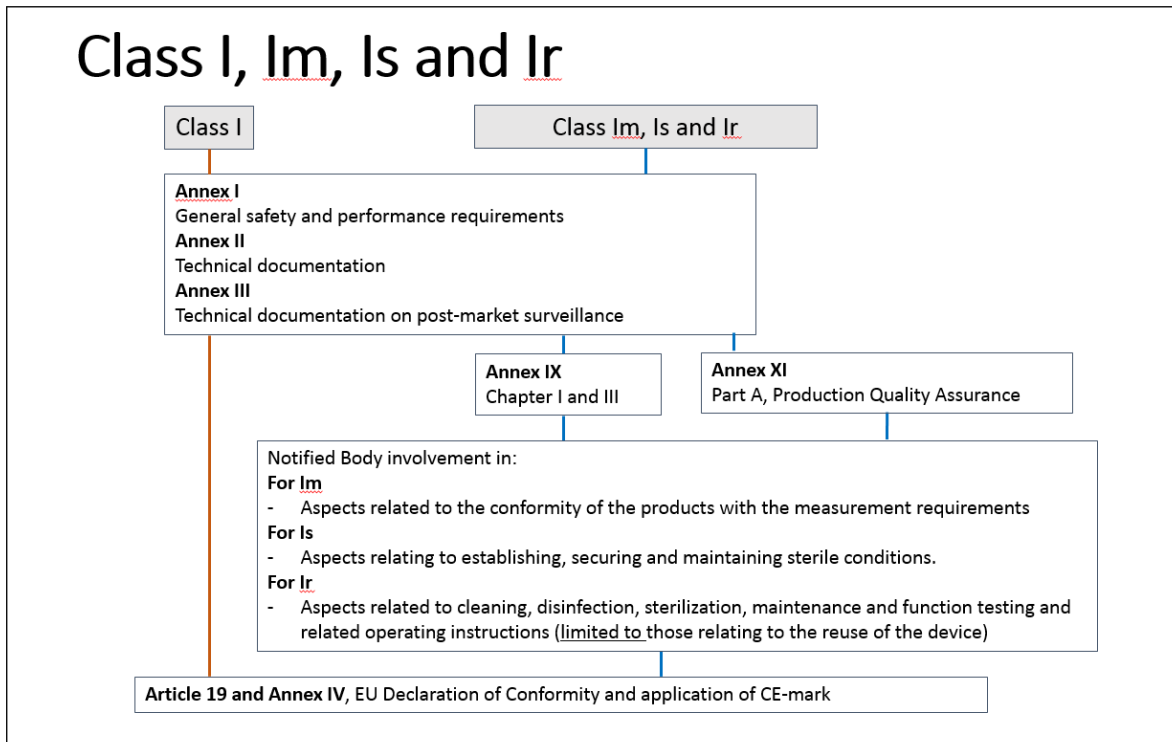 Class I, Im, Is and Ir
Class I
Class Im, Is and Ir
Annex I
General safety and performance requirements
Annex II
Technical documentation
Annex III
Technical documentation on post-market surveillance
Annex IX
Chapter I and III
Annex XI
Part A, Production Quality Assurance
Notified Body involvement in:
For Im
- Aspects related to the conformity of the products with the measurement requirements
For Is
- Aspects relating to establishing, securing and maintaining sterile conditions.
For Ir
- Aspects related to cleaning, disinfection, sterilization, maintenance and function testing and
related operating instructions (limited to those relating to the reuse of the device)
Article 19 and Annex IV, EU Declaration of Conformity and application of CE-mark